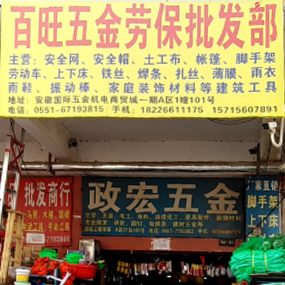 百旺五金劳保批发部
主营：安全网、安全帽、土工布、帐篷、脚手架
劳动车、上下床、铁丝、焊条、扎丝、薄膜、雨衣
雨鞋、振动棒、家庭装饰材料等建筑工具
地址：安徽国际五金机电商贸城一期A区1幢101号
电话：0551-67193815 手机：18226611175 15715607891
批发商行
政宏五金
厂家直销
脚手架
上下床